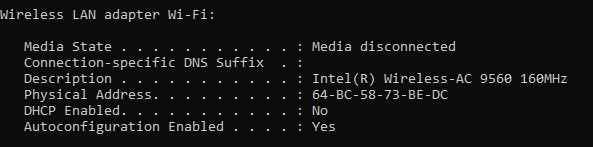 Wireless LAN adapter Wi-Fi:
Media State . . . . . . . . . . . : Media disconnected
Connection-specific DNS Suffix  . :
Description . . . . . . . . . . . : Intel(R) Wireless-AC 9560 160MHz
Physical Address. . . . . . . . . : 64-BC-58-73-BE-DC
DHCP Enabled. . . . . . . . . . . : No
Autoconfiguration Enabled . . . . : Yes